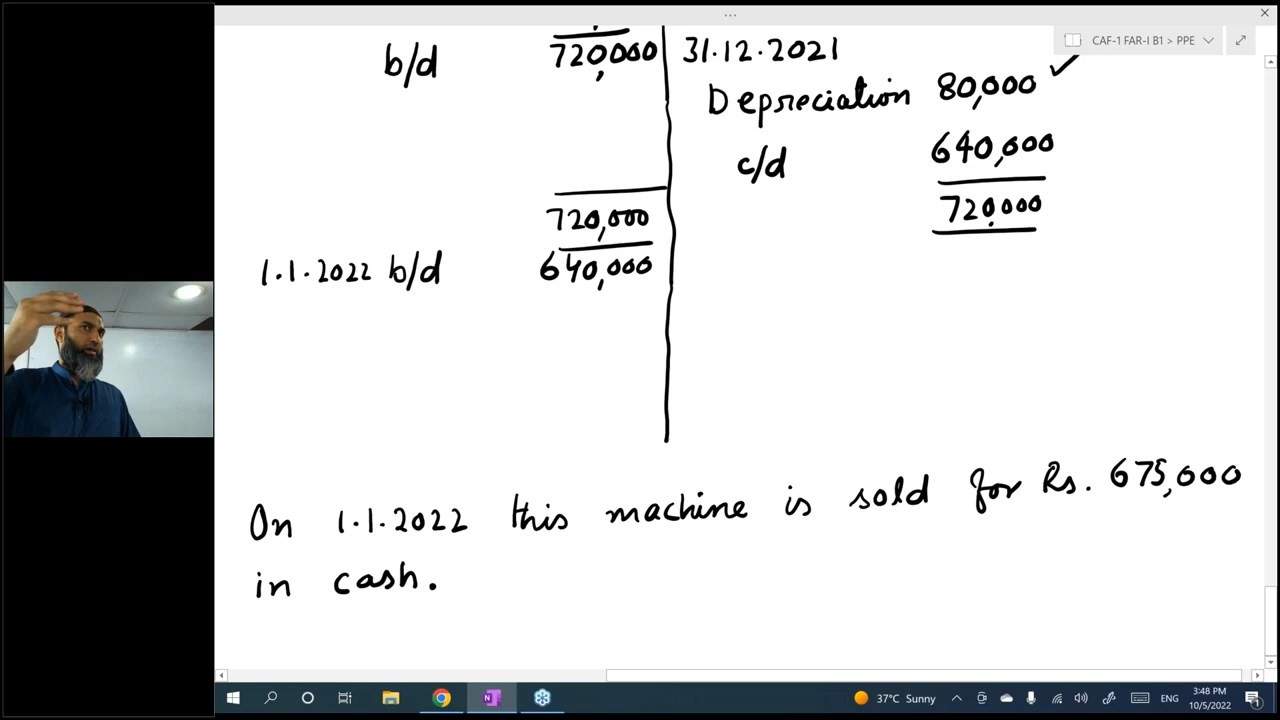 CAF-1 FAR-I B1 > PPE
b/d 720,000 31.12.2021
Depreciation 80,000
c/d 640,000
720,000 720,000
1.1.2022 b/d 640,000
On 1.1.2022 this machine is sold for Rs. 675,000
in cash.
37°C Sunny
ENG
3:48 PM
10/5/2022
1